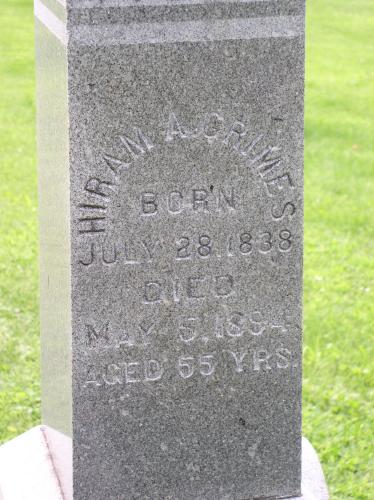 HIRAM A. GRIMES
BORN
JULY 28, 1838
DIED
MAY 5, 1894
AGED 55 YRS.